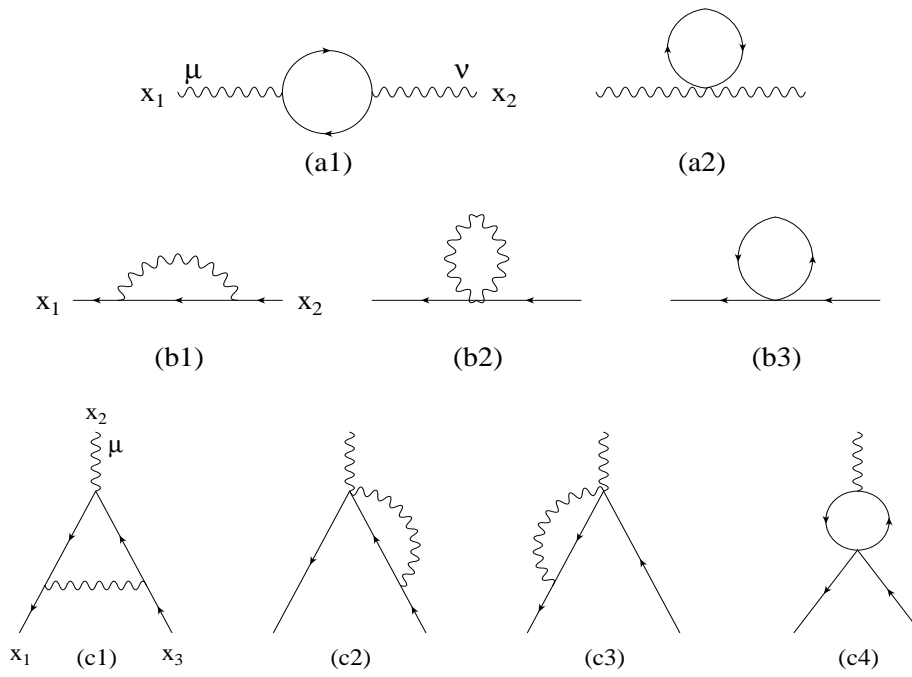 μ ν
x₁ x₂
(a1) (a2)
x₁ x₂
(b1) (b2) (b3)
x₂
μ
x₁ (c1) x₃ (c2) (c3) (c4)